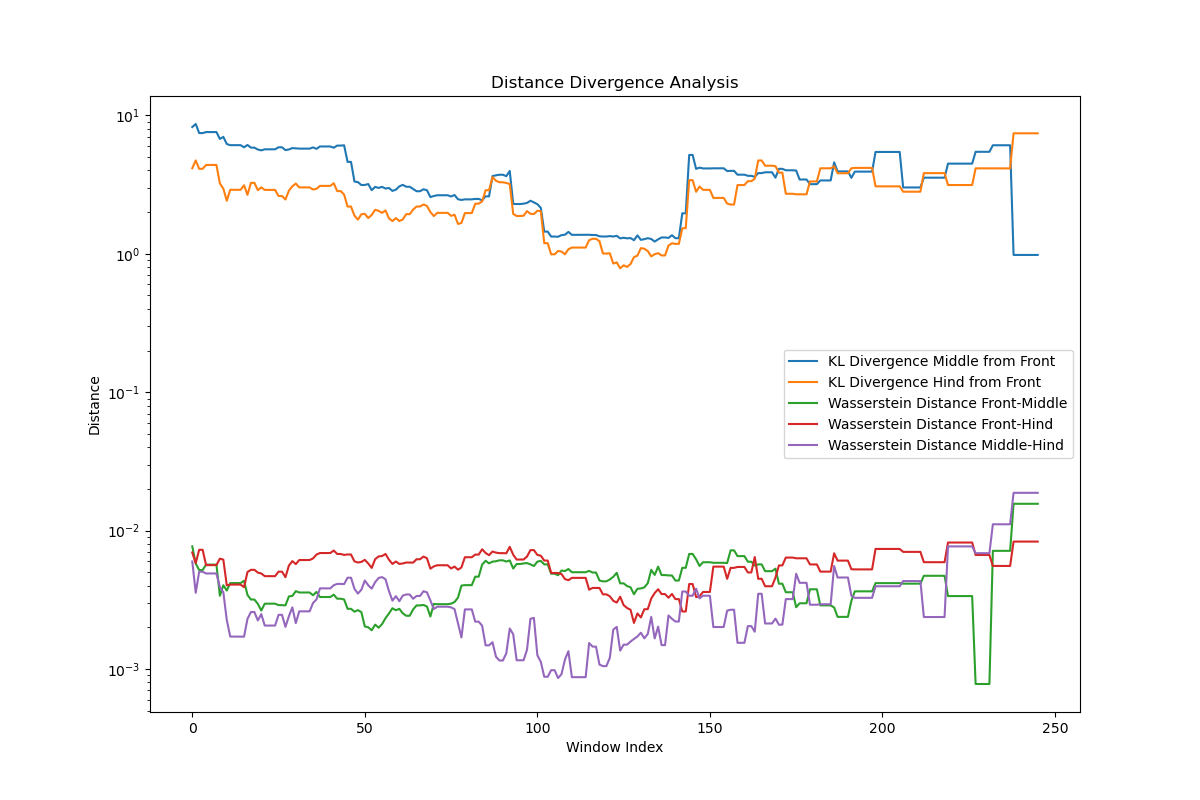 Distance Divergence Analysis
Distance
10¹
10⁰
10⁻¹
10⁻²
10⁻³
KL Divergence Middle from Front
KL Divergence Hind from Front
Wasserstein Distance Front-Middle
Wasserstein Distance Front-Hind
Wasserstein Distance Middle-Hind
0 50 100 150 200 250
Window Index